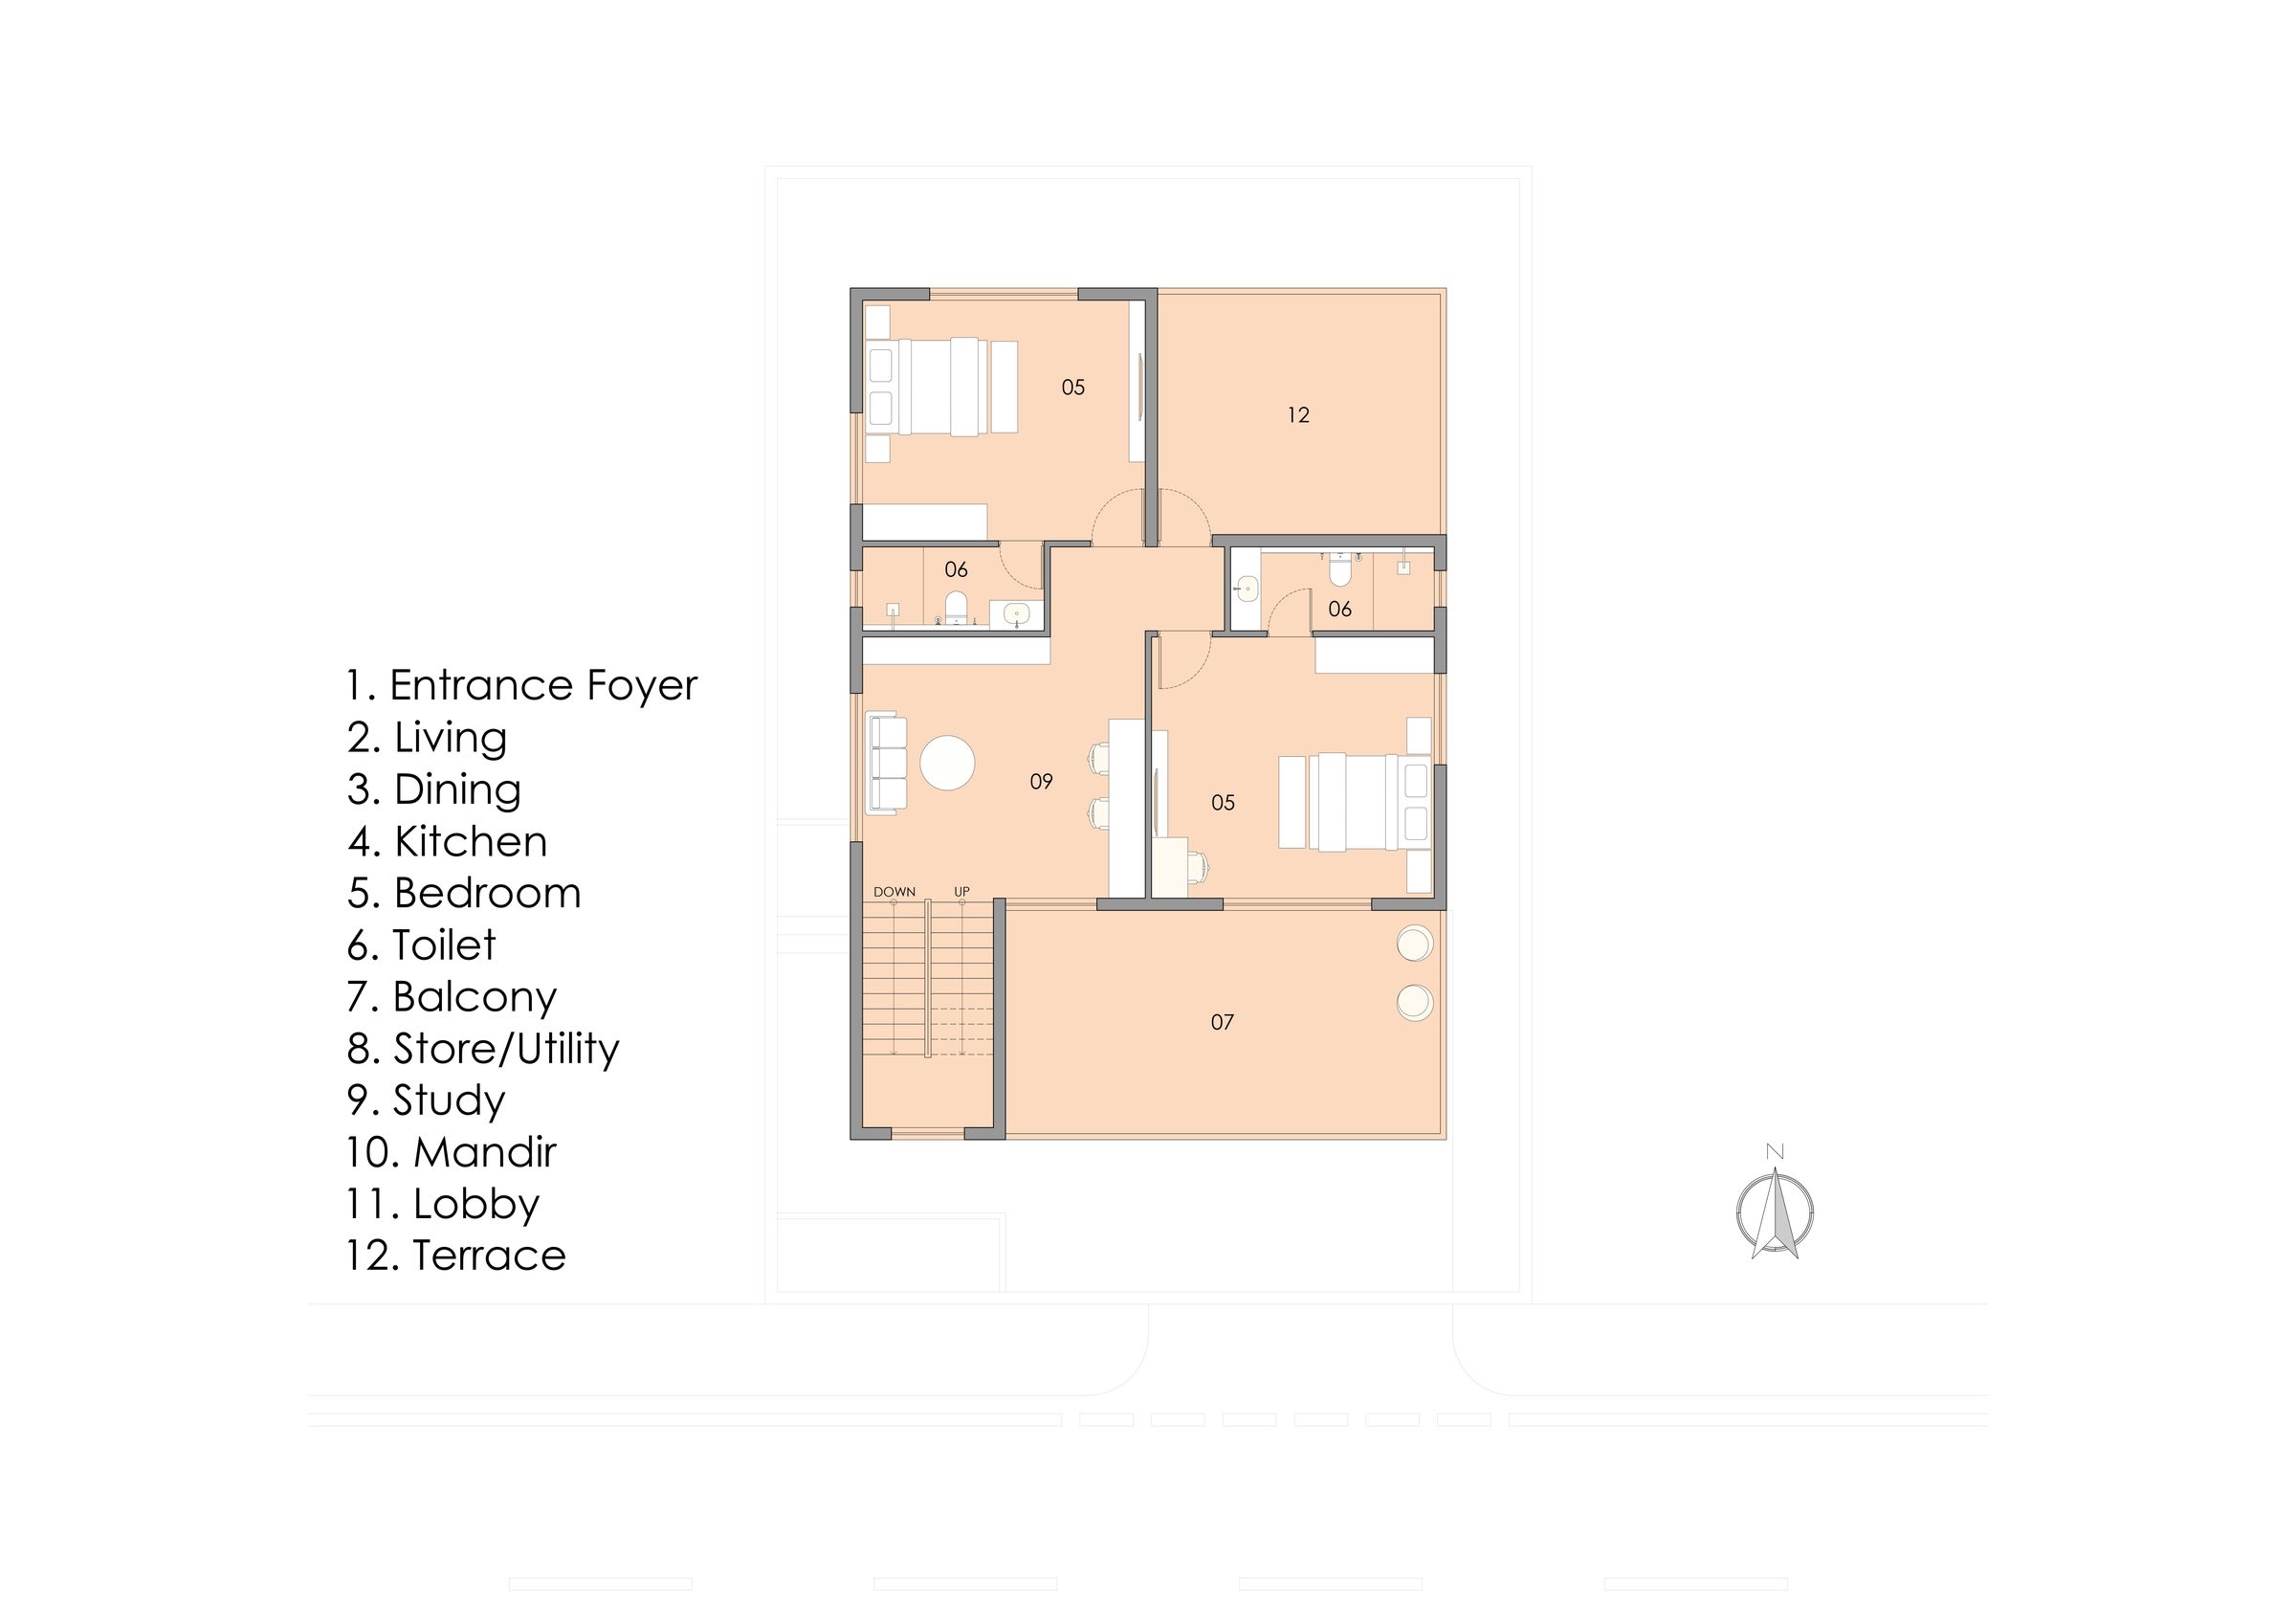 05
12
06
06
1. Entrance Foyer
2. Living
3. Dining
4. Kitchen
5. Bedroom
6. Toilet
7. Balcony
8. Store/Utility
9. Study
10. Mandir
11. Lobby
12. Terrace
09
05
DOWN UP
07
N